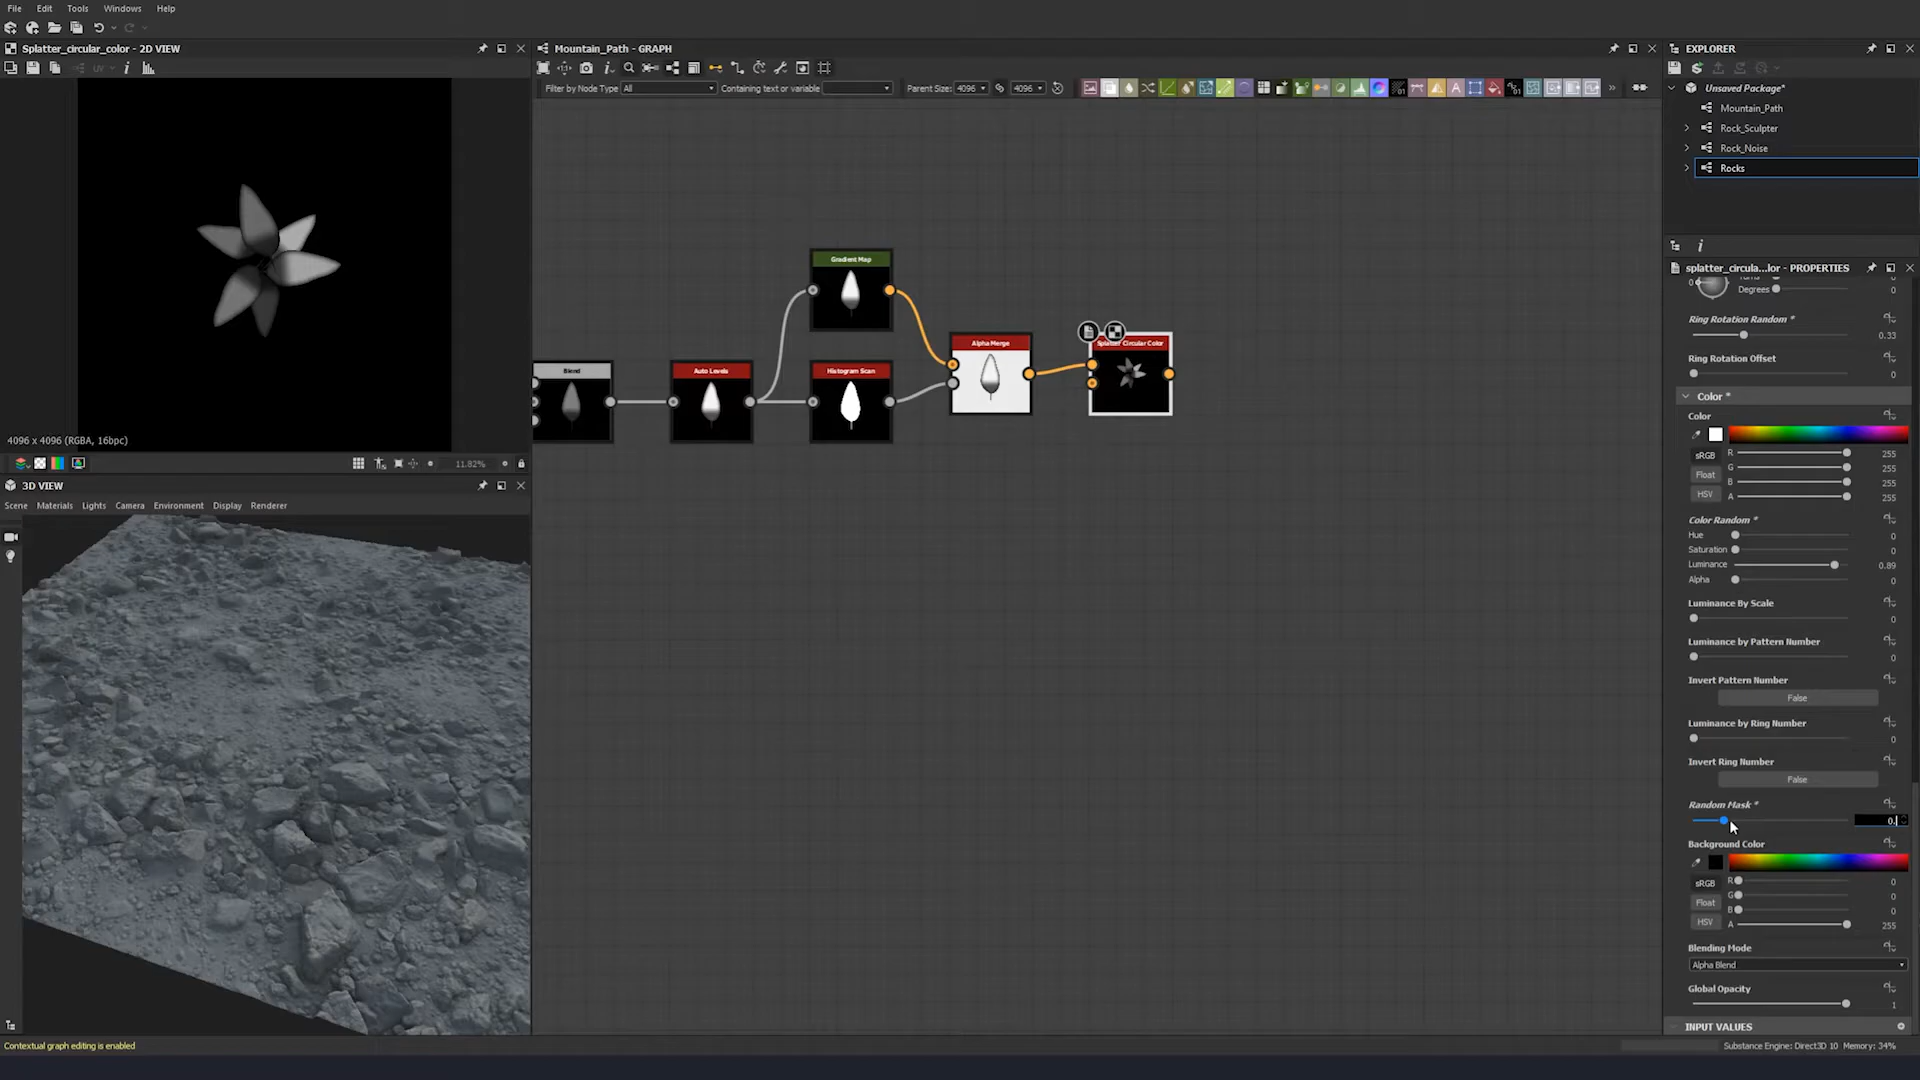 File Edit Tools Windows Help
Splatter_circular_color - 2D VIEW
4096 x 4096 (RGBA, 16bpc)
11.82%
3D VIEW
Scene Materials Lights Camera Environment Display Renderer
Contextual graph editing is enabled
Mountain_Path - GRAPH
Filter by Node Type All Containing text or variable Parent Size: 4096 4096
Gradient Map
Alpha Merge
Splatter Circular Color
Blend
Auto Levels
Histogram Scan
EXPLORER
Unsaved Package*
Mountain_Path
Rock_Sculpter
Rock_Noise
Rocks
splatter_circula...lor - PROPERTIES
Degrees 0
Ring Rotation Random *
0.33
Ring Rotation Offset
0
Color *
Color
sRGB R 255
G 255
Float B 255
HSV A 255
Color Random *
Hue 0
Saturation 0
Luminance 0.89
Alpha 0
Luminance By Scale
0
Luminance by Pattern Number
0
Invert Pattern Number
False
Luminance by Ring Number
0
Invert Ring Number
False
Random Mask *
0.
Background Color
sRGB R 0
G 0
Float B 0
HSV A 255
Blending Mode
Alpha Blend
Global Opacity
1
INPUT VALUES
Substance Engine: Direct3D 10 Memory: 34%